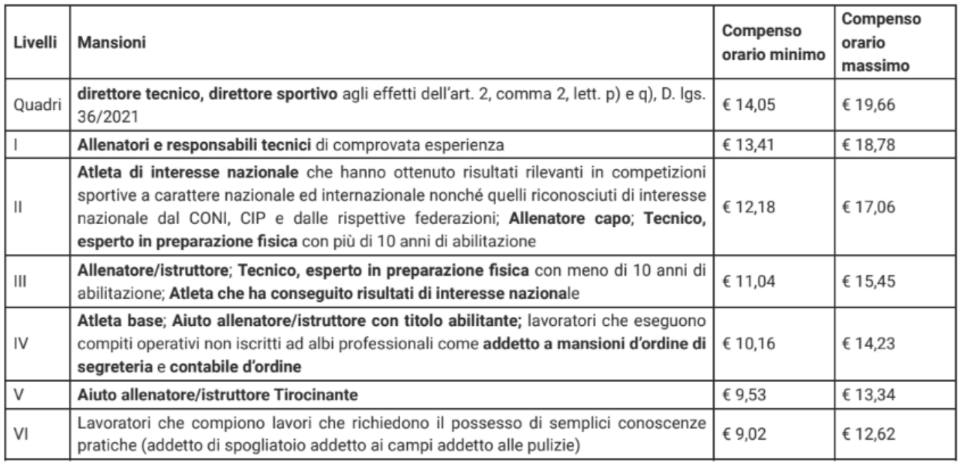 Livelli Mansioni Compenso orario minimo Compenso orario massimo
Quadri direttore tecnico, direttore sportivo agli effetti dell'art. 2, comma 2, lett. p) e q), D. lgs.
36/2021 € 14,05 € 19,66
I Allenatori e responsabili tecnici di comprovata esperienza € 13,41 € 18,78
Atleta di interesse nazionale che hanno ottenuto risultati rilevanti in competizioni
sportive a carattere nazionale ed internazionale nonché quelli riconosciuti di interesse
II nazionale dal CONI, CIP e dalle rispettive federazioni; Allenatore capo; Tecnico, € 12,18 € 17,06
esperto in preparazione fisica con più di 10 anni di abilitazione
III Allenatore/istruttore; Tecnico, esperto in preparazione fisica con meno di 10 anni di € 11,04 € 15,45
abilitazione; Atleta che ha conseguito risultati di interesse nazionale
Atleta base; Aiuto allenatore/istruttore con titolo abilitante; lavoratori che eseguono
IV compiti operativi non iscritti ad albi professionali come addetto a mansioni d'ordine di € 10,16 € 14,23
segreteria e contabile d'ordine
V Aiuto allenatore/istruttore Tirocinante € 9,53 € 13,34
VI Lavoratori che compiono lavori che richiedono il possesso di semplici conoscenze € 9,02 € 12,62
pratiche (addetto di spogliatoio addetto ai campi addetto alle pulizie)